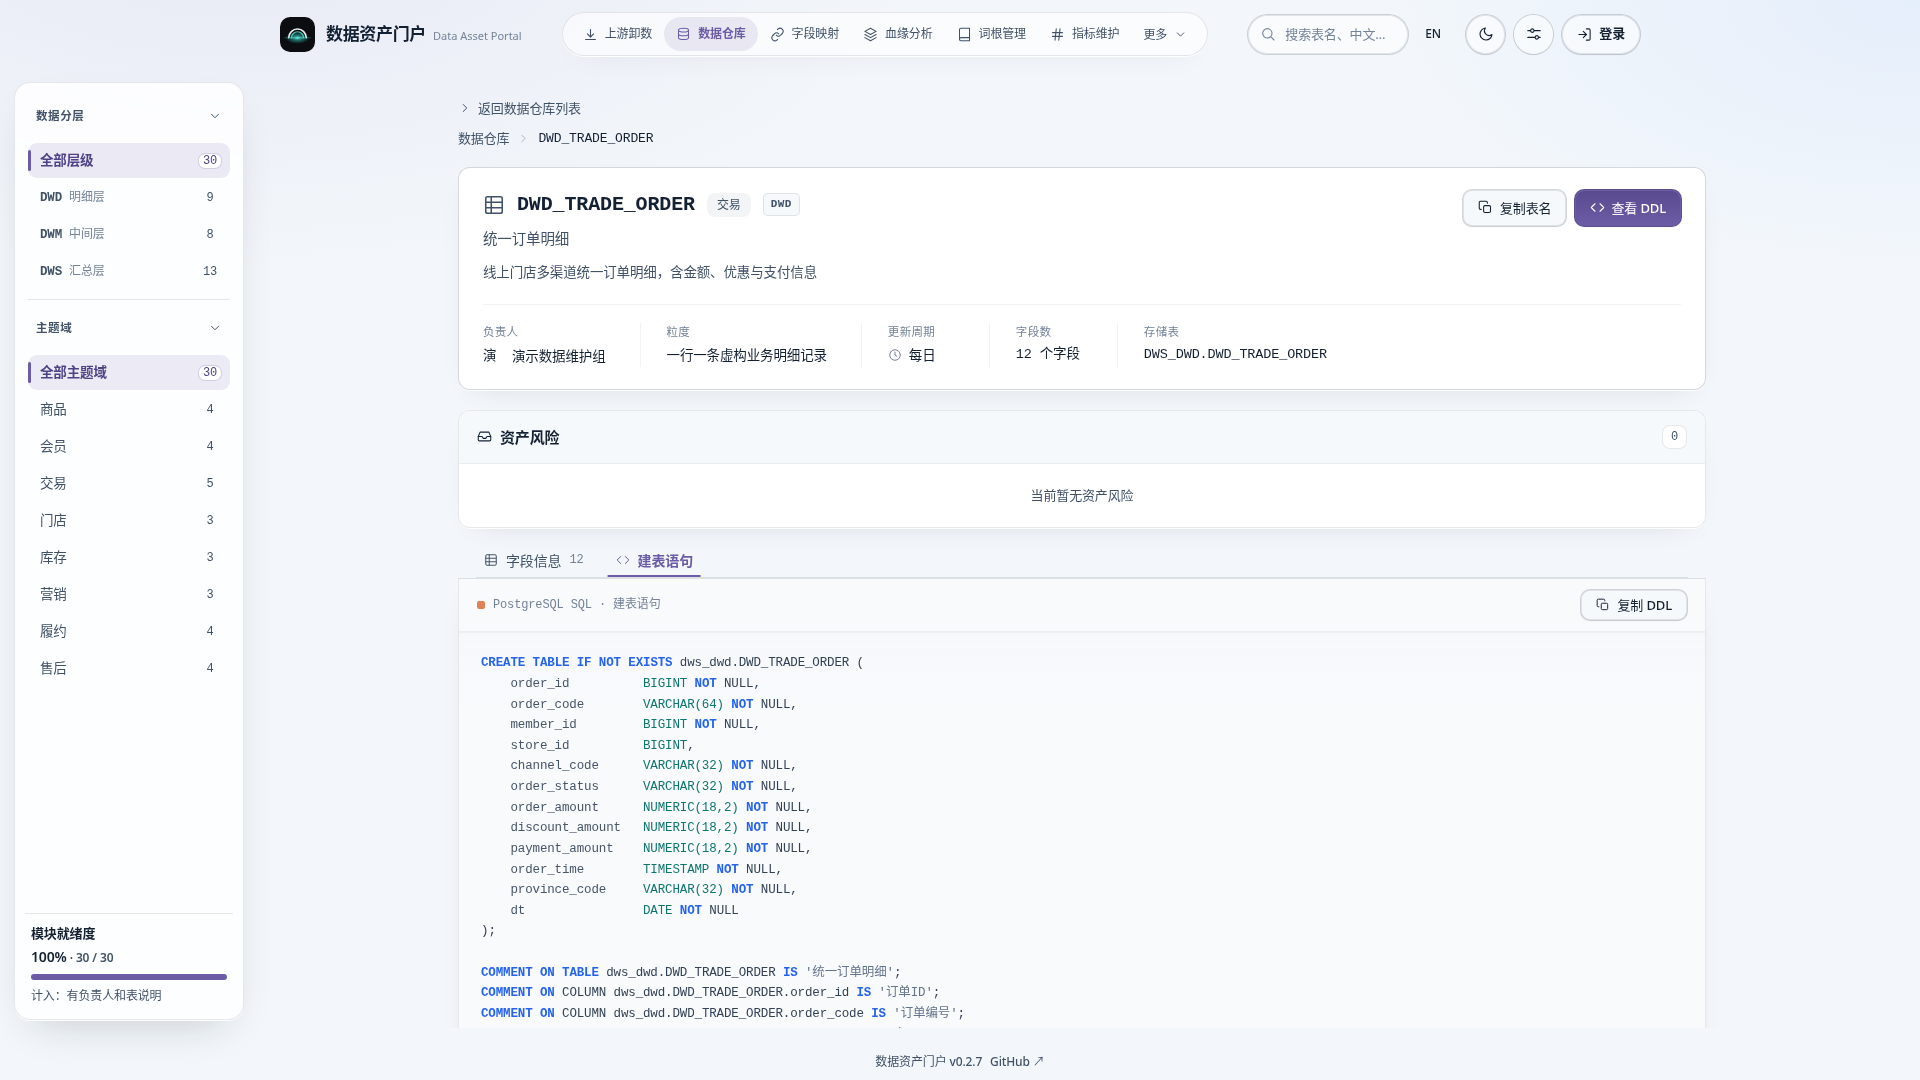 数据资产门户 Data Asset Portal
上游卸数 数据仓库 字段映射 血缘分析 词根管理 指标维护 更多
搜索表名、中文... EN 登录
数据分层
全部层级 30
DWD 明细层 9
DWM 中间层 8
DWS 汇总层 13
主题域
全部主题域 30
商品 4
会员 4
交易 5
门店 3
库存 3
营销 3
履约 4
售后 4
模块就绪度
100% · 30 / 30
计入：有负责人和表说明
返回数据仓库列表
数据仓库 DWD_TRADE_ORDER
DWD_TRADE_ORDER 交易 DWD
复制表名 查看 DDL
统一订单明细
线上门店多渠道统一订单明细，含金额、优惠与支付信息
负责人 粒度 更新周期 字段数 存储表
演 演示数据维护组 一行一条虚构业务明细记录 每日 12 个字段 DWS_DWD.DWD_TRADE_ORDER
资产风险 0
当前暂无资产风险
字段信息 12 建表语句
PostgreSQL SQL · 建表语句 复制 DDL
CREATE TABLE IF NOT EXISTS dws_dwd.DWD_TRADE_ORDER (
order_id BIGINT NOT NULL,
order_code VARCHAR(64) NOT NULL,
member_id BIGINT NOT NULL,
store_id BIGINT,
channel_code VARCHAR(32) NOT NULL,
order_status VARCHAR(32) NOT NULL,
order_amount NUMERIC(18,2) NOT NULL,
discount_amount NUMERIC(18,2) NOT NULL,
payment_amount NUMERIC(18,2) NOT NULL,
order_time TIMESTAMP NOT NULL,
province_code VARCHAR(32) NOT NULL,
dt DATE NOT NULL
);
COMMENT ON TABLE dws_dwd.DWD_TRADE_ORDER IS '统一订单明细';
COMMENT ON COLUMN dws_dwd.DWD_TRADE_ORDER.order_id IS '订单ID';
COMMENT ON COLUMN dws_dwd.DWD_TRADE_ORDER.order_code IS '订单编号';
数据资产门户 v0.2.7 GitHub ↗